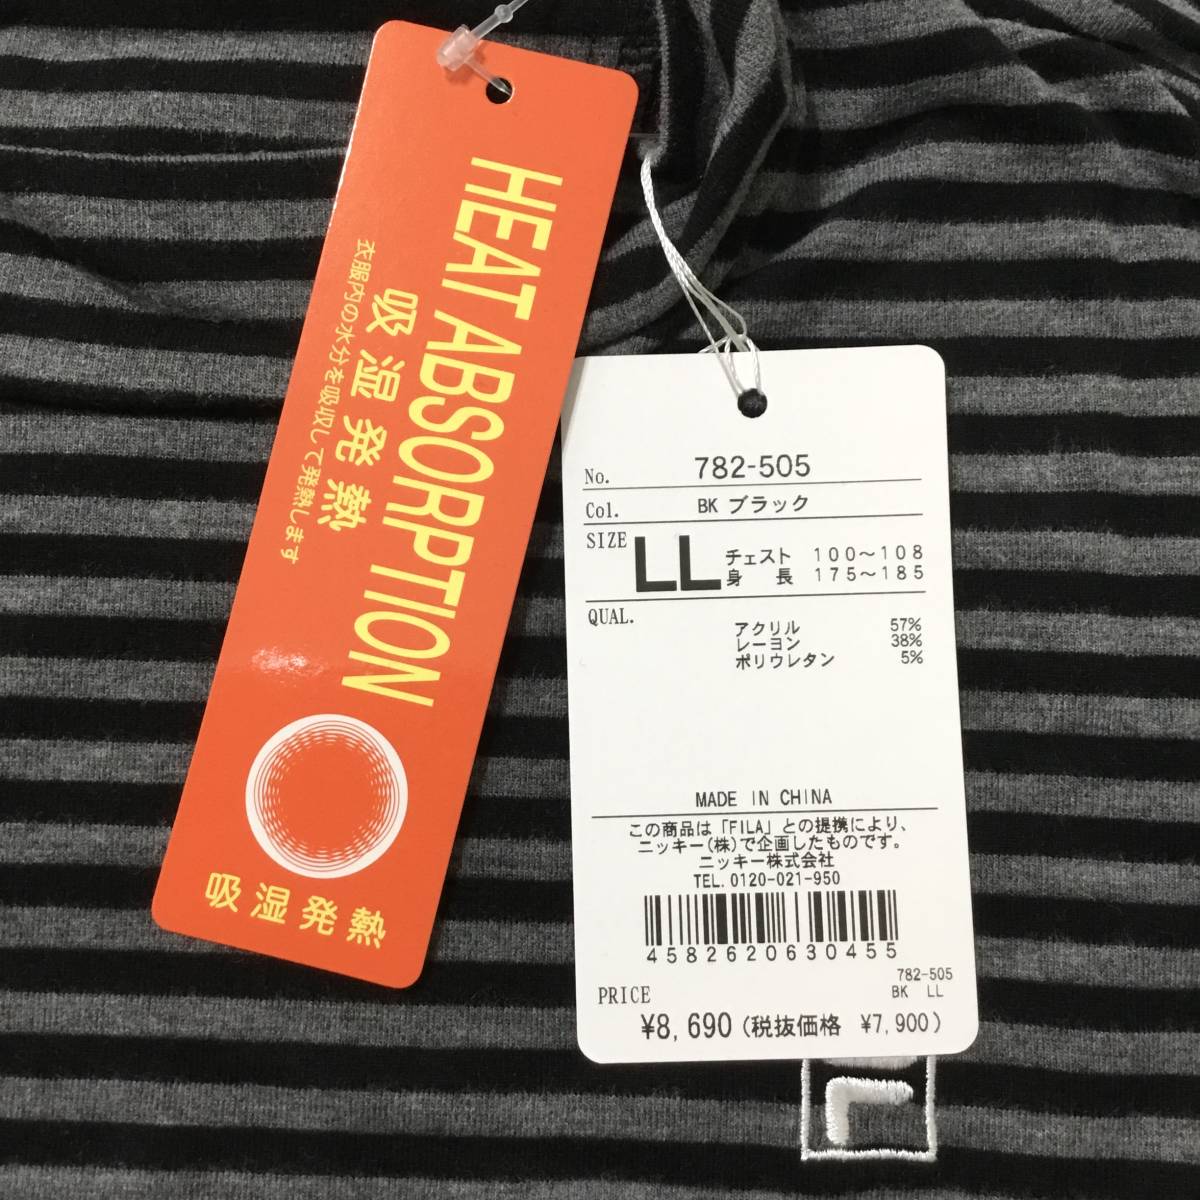 HEAT ABSORPTION
吸湿発熱
衣服内の水分を吸収して発熱します
吸湿発熱
No. 782-505
Col. BK ブラック
SIZE LL チェスト 100～108
身長 175～185
QUAL.
アクリル 57%
レーヨン 38%
ポリウレタン 5%
MADE IN CHINA
この商品は「FILA」との提携により、
ニッキー(株)で企画したものです。
ニッキー株式会社
TEL.0120-021-950
4582620630455
782-505
BK LL
PRICE
¥8,690(税抜価格 ¥7,900)